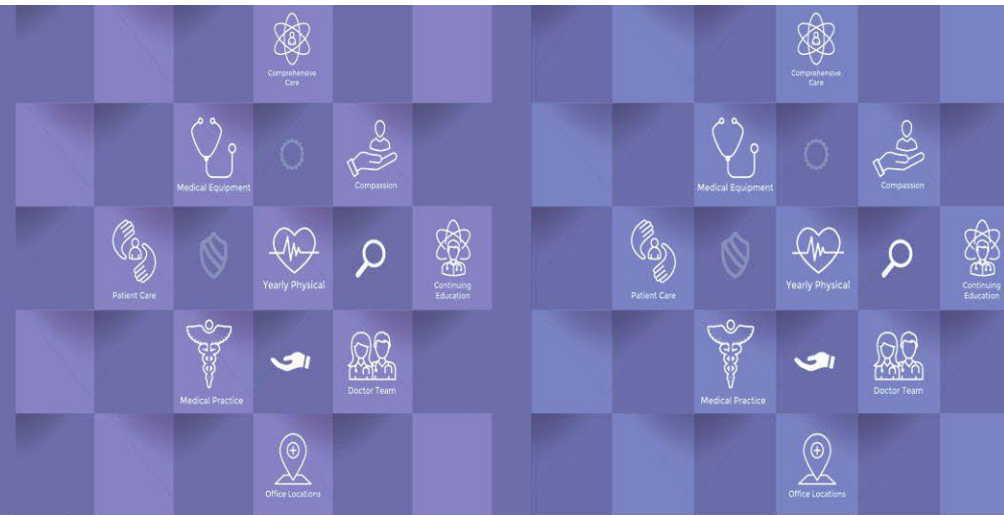 Comprehensive
Care
Medical Equipment
Compassion
Patient Care
Yearly Physical
Continuing
Education
Medical Practice
Doctor Team
Office Locations
Comprehensive
Care
Medical Equipment
Compassion
Patient Care
Yearly Physical
Continuing
Education
Medical Practice
Doctor Team
Office Locations